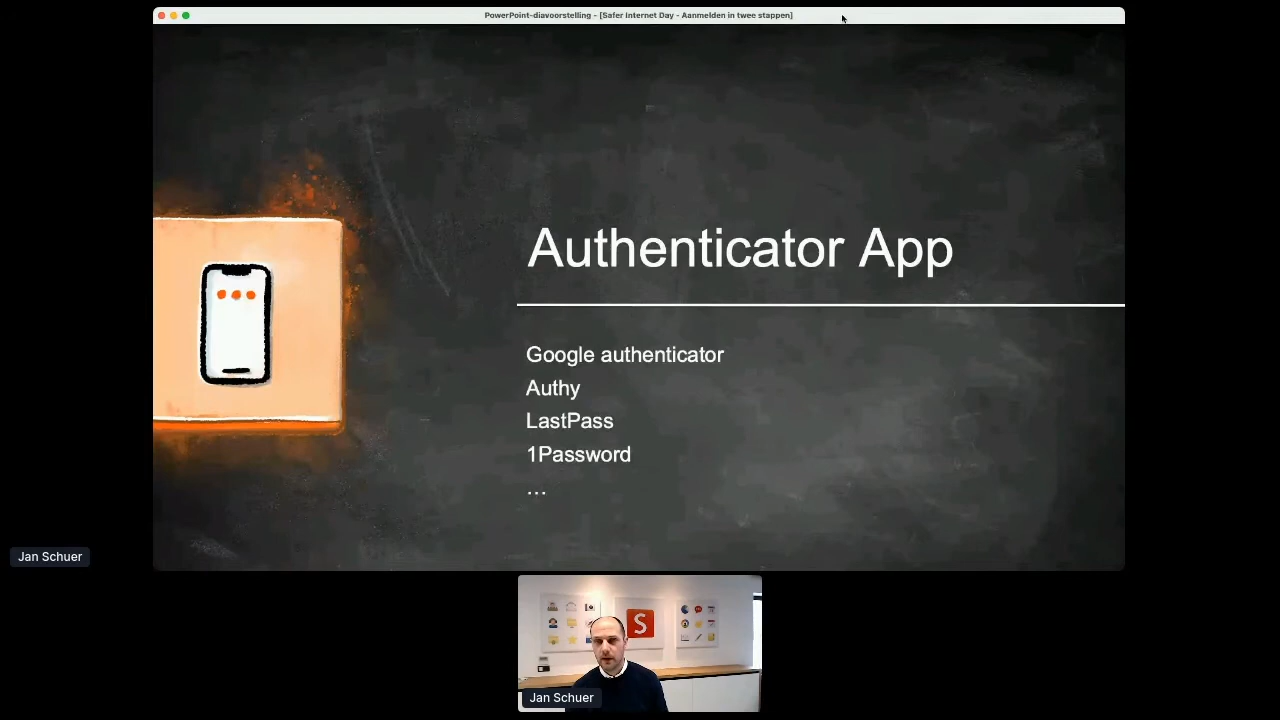 PowerPoint-diavoorstelling - [Safer Internet Day - Aanmelden in twee stappen]
Authenticator App
Google authenticator
Authy
LastPass
1Password
...
Jan Schuer
S
Jan Schuer